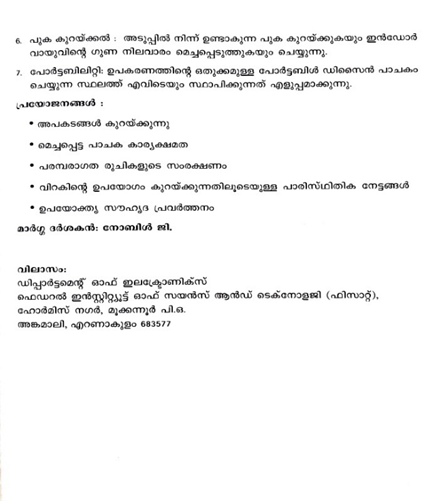 6. പുക കുറയ്ക്കൽ : അടുപ്പിൽ നിന്ന് ഉണ്ടാകുന്ന പുക കുറയ്ക്കുകയും ഇൻഡോർ
വായുവിന്റെ ഗുണ നിലവാരം മെച്ചപ്പെടുത്തുകയും ചെയ്യുന്നു.
7. പോർട്ടബിലിറ്റി: ഉപകരണത്തിന്റെ ഒതുക്കമുള്ള പോർട്ടബിൾ ഡിസൈൻ പാചകം
ചെയ്യുന്ന സ്ഥലത്ത് എവിടെയും സ്ഥാപിക്കുന്നത് എളുപ്പമാക്കുന്നു.
പ്രയോജനങ്ങൾ :
• അപകടങ്ങൾ കുറയ്ക്കുന്നു
• മെച്ചപ്പെട്ട പാചക കാര്യക്ഷമത
• പരമ്പരാഗത രുചികളുടെ സംരക്ഷണം
• വിറകിന്റെ ഉപയോഗം കുറയ്ക്കുന്നതിലൂടെയുള്ള പാരിസ്ഥിതിക നേട്ടങ്ങൾ
• ഉപയോക്തൃ സൗഹൃദ പ്രവർത്തനം
മാർഗ്ഗ ദർശകൻ: നോബിൾ ജി.
വിലാസം:
ഡിപ്പാർട്ടമെന്റ് ഓഫ് ഇലക്ട്രോണിക്സ്
ഫെഡറൽ ഇൻസ്റ്റിറ്റ്യൂട്ട് ഓഫ് സയൻസ് ആൻഡ് ടെക്നോളജി (ഫിസാറ്റ്),
ഹോർമിസ് നഗർ, മൂക്കന്നൂർ പി.ഒ.
അങ്കമാലി, എറണാകുളം 683577